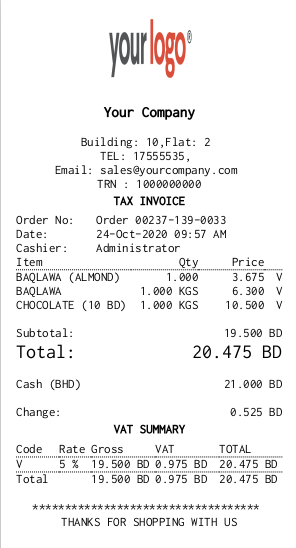 your logo®
Your Company
Building: 10,Flat: 2
TEL: 17555535,
Email: sales@yourcompany.com
TRN : 1000000000
TAX INVOICE
Order No: Order 00237-139-0033
Date: 24-Oct-2020 09:57 AM
Cashier: Administrator
Item Qty Price
BAQLAWA (ALMOND) 1.000 3.675 V
BAQLAWA 1.000 KGS 6.300 V
CHOCOLATE (10 BD) 1.000 KGS 10.500 V
Subtotal: 19.500 BD
Total: 20.475 BD
Cash (BHD) 21.000 BD
Change: 0.525 BD
VAT SUMMARY
Code Rate Gross VAT TOTAL
V 5 % 19.500 BD 0.975 BD 20.475 BD
Total 19.500 BD 0.975 BD 20.475 BD
***********************************
THANKS FOR SHOPPING WITH US